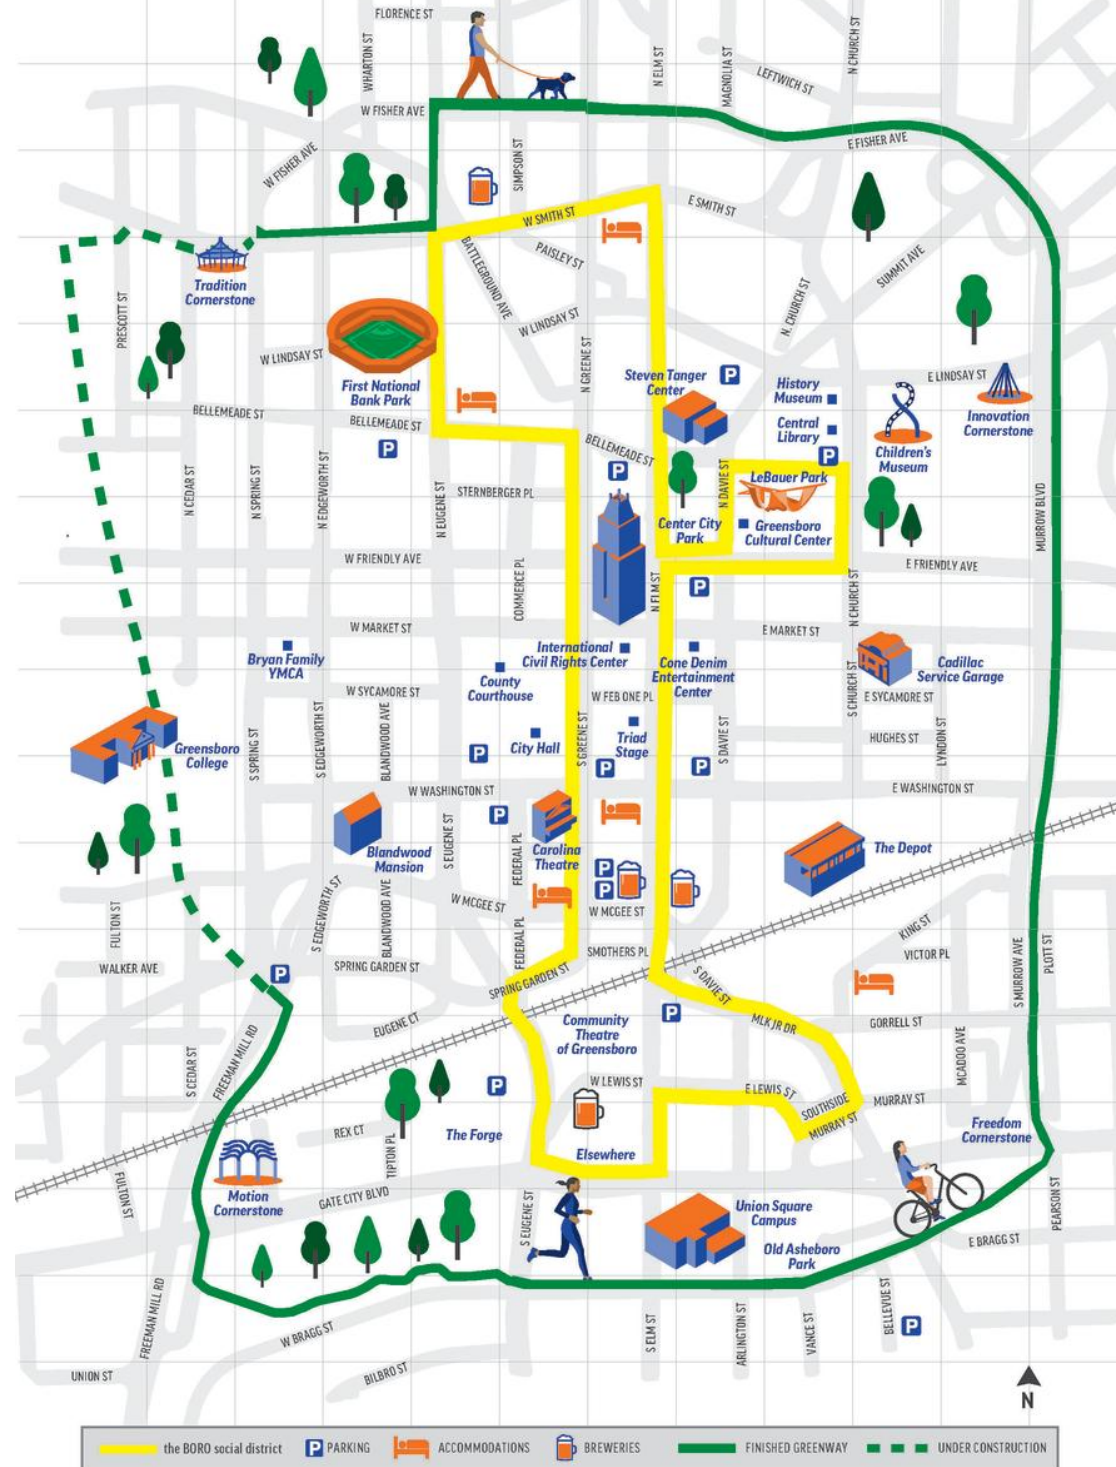 FLORENCE ST
WHARTON ST
N ELM ST
MAGNOLIA ST
LEFTWICH ST
N CHURCH ST
W FISHER AVE
E FISHER AVE
W FISHER AVE
SIMPSON ST
W SMITH ST
E SMITH ST
BATTLEGROUND AVE
PAISLEY ST
SUMMIT AVE
Tradition
Cornerstone
PRESCOTT ST
N. CHURCH ST
W LINDSAY ST
W LINDSAY ST
N GREENE ST
First National
Bank Park
Steven Tanger
Center
P
History
Museum
E LINDSAY ST
Innovation
Cornerstone
BELLEMEADE ST
BELLEMEADE ST
P
BELLEMEADE ST
P
Central
Library
P
Children's
Museum
N CEDAR ST
N SPRING ST
N EDGEWORTH ST
N EUGENE ST
STERNBERGER PL
N DAVIE ST
LeBauer Park
Center City
Park
Greensboro
Cultural Center
MURROW BLVD
W FRIENDLY AVE
COMMERCE PL
N ELM ST
P
N CHURCH ST
E FRIENDLY AVE
W MARKET ST
E MARKET ST
Bryan Family
YMCA
County
Courthouse
International
Civil Rights Center
Cone Denim
Entertainment
Center
Cadillac
Service Garage
W SYCAMORE ST
W FEB ONE PL
S CHURCH ST
E SYCAMORE ST
Greensboro
College
S SPRING ST
S EDGEWORTH ST
BLANDWOOD AVE
P
City Hall
S GREENE ST
Triad
Stage
P
S DAVIE ST
P
HUGHES ST
LYNDON ST
W WASHINGTON ST
E WASHINGTON ST
P
Blandwood
Mansion
S EUGENE ST
FEDERAL PL
Carolina
Theatre
P
P
The Depot
FULTON ST
S EDGEWORTH ST
BLANDWOOD AVE
W MCGEE ST
FEDERAL PL
W MCGEE ST
KING ST
VICTOR PL
WALKER AVE
P
SPRING GARDEN ST
SPRING GARDEN ST
SMOTHERS PL
S DAVIE ST
S MURROW AVE
PLOTT ST
S CEDAR ST
FREEMAN MILL RD
EUGENE CT
Community
Theatre
of Greensboro
P
MLK JR DR
GORRELL ST
MCADOO AVE
P
W LEWIS ST
E LEWIS ST
SOUTHSIDE
MURRAY ST
MURRAY ST
REX CT
TIPTON PL
The Forge
Elsewhere
Freedom
Cornerstone
FULTON ST
Motion
Cornerstone
GATE CITY BLVD
S EUGENE ST
Union Square
Campus
Old Asheboro
Park
PEARSON ST
E BRAGG ST
FREEMAN MILL RD
W BRAGG ST
S ELM ST
ARLINGTON ST
VANCE ST
BELLEVUE ST
P
UNION ST
BILBRO ST
N
the BORO social district
P PARKING
ACCOMMODATIONS
BREWERIES
FINISHED GREENWAY
UNDER CONSTRUCTION